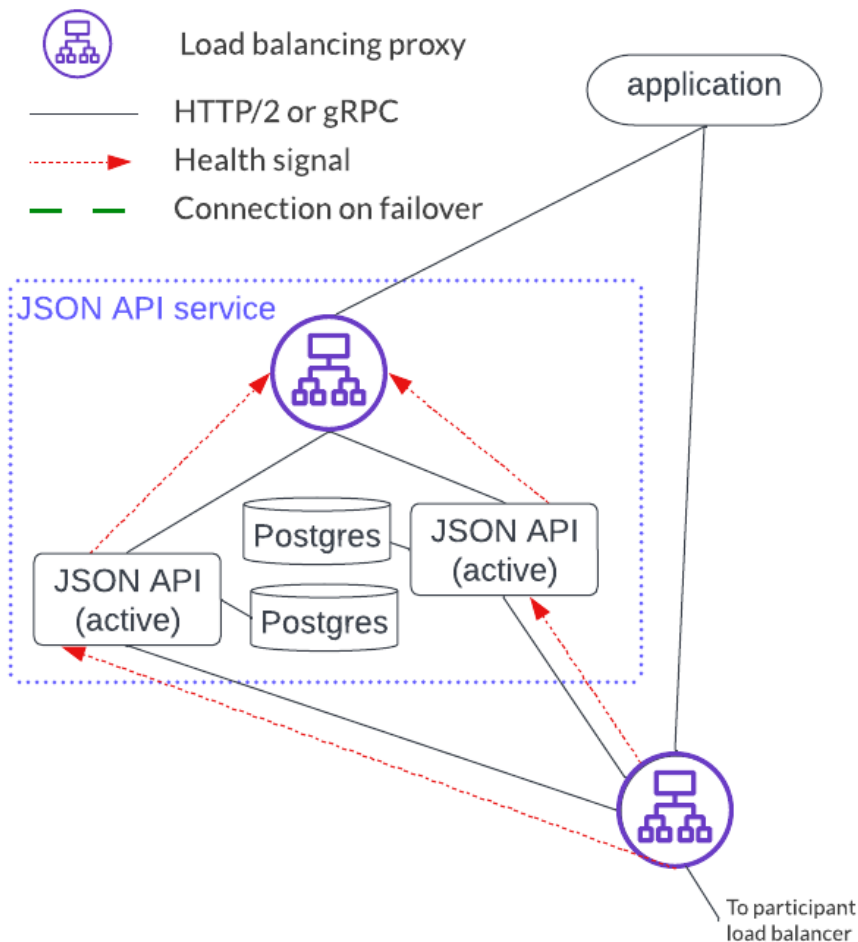 Load balancing proxy
HTTP/2 or gRPC
Health signal
Connection on failover
application
JSON API service
Postgres
JSON API
(active)
JSON API
(active)
Postgres
To participant
load balancer